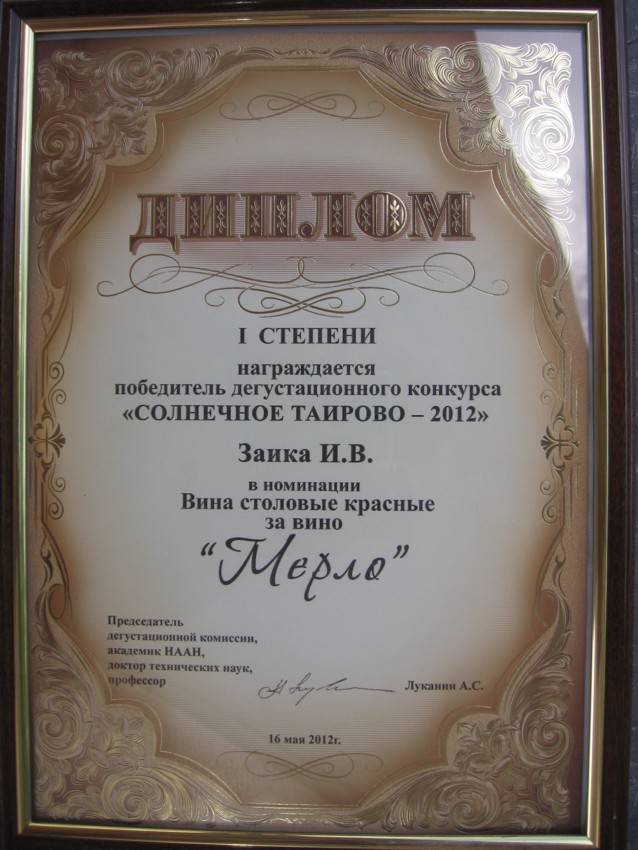 ДИПЛОМ
I СТЕПЕНИ
награждается
победитель дегустационного конкурса
«СОЛНЕЧНОЕ ТАИРОВО – 2012»
Заика И.В.
в номинации
Вина столовые красные
за вино
“Мерло”
Председатель
дегустационной комиссии,
академик НААН,
доктор технических наук,
профессор
Луканин А.С.
16 мая 2012г.